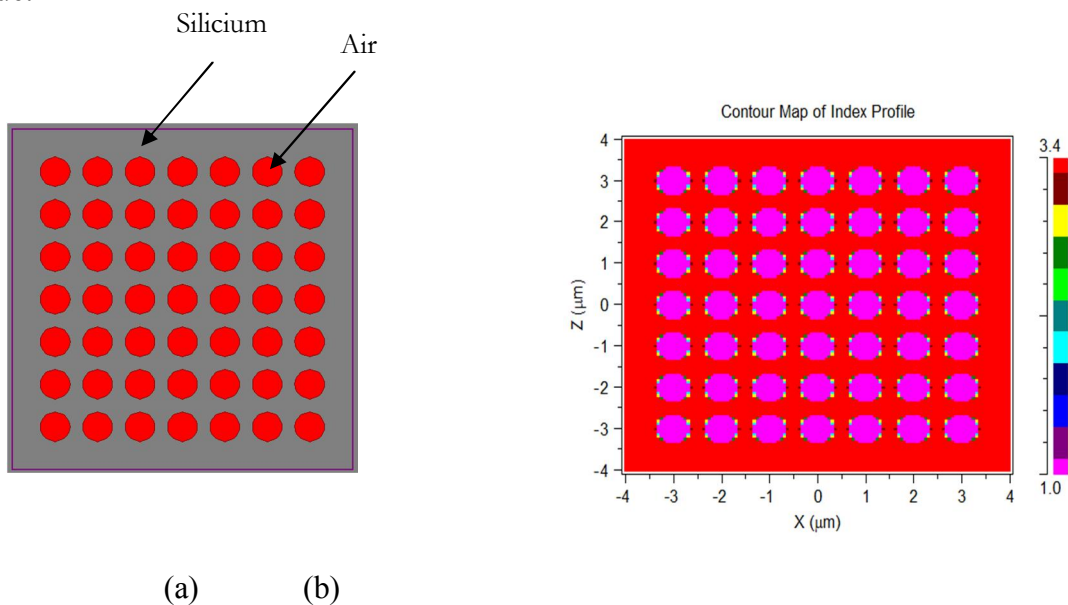 Silicium
Air
Contour Map of Index Profile
4
3
2
1
0
-1
-2
-3
-4
Z (μm)
-4 -3 -2 -1 0 1 2 3 4
X (μm)
3.4
1.0
(a) (b)